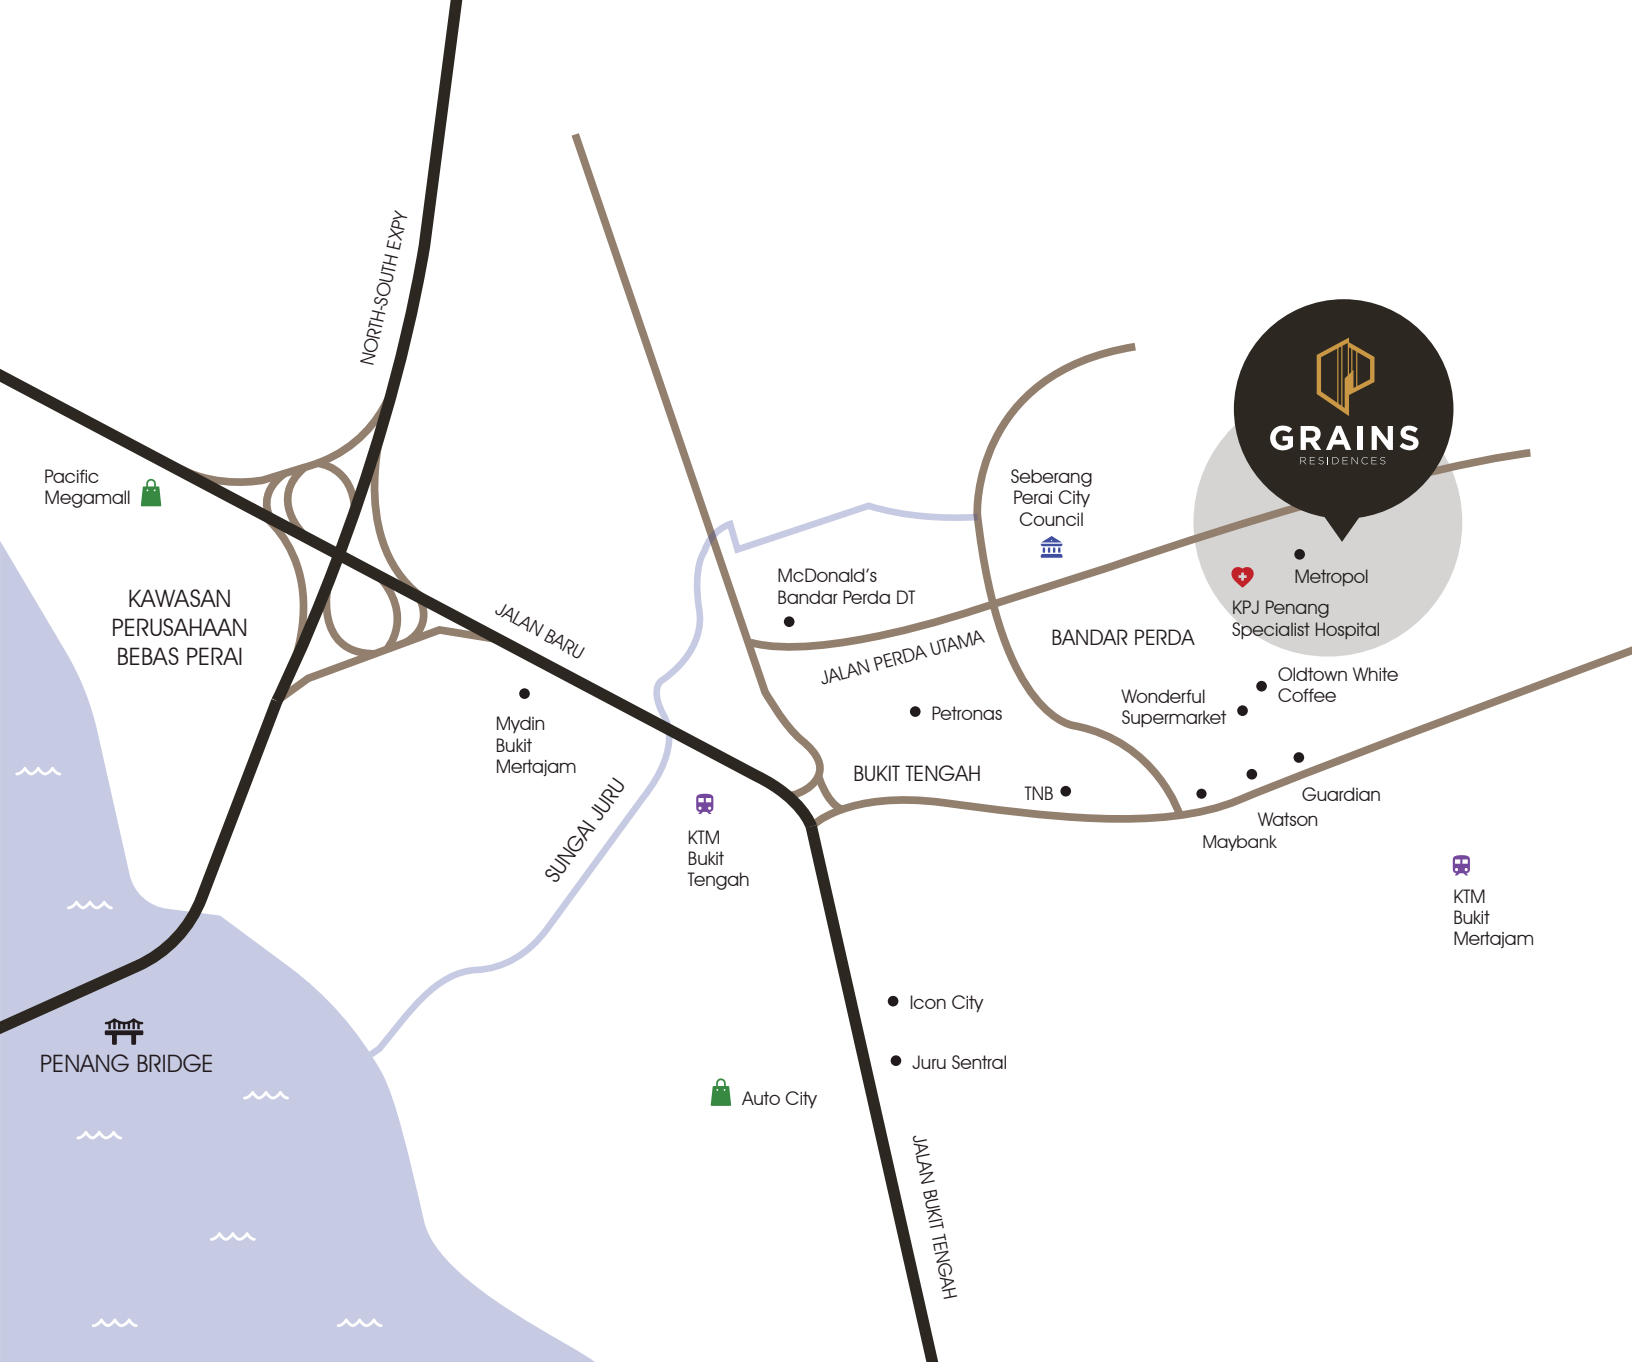 NORTH-SOUTH EXPY
GRAINS
RESIDENCES
Pacific
Megamall
Seberang
Perai City
Council
McDonald's
Bandar Perda DT
Metropol
KPJ Penang
Specialist Hospital
KAWASAN
PERUSAHAAN
BEBAS PERAI
JALAN BARU
JALAN PERDA UTAMA
BANDAR PERDA
Oldtown White
Coffee
Wonderful
Supermarket
Petronas
Mydin
Bukit
Mertajam
BUKIT TENGAH
TNB
Guardian
Watson
Maybank
SUNGAI JURU
KTM
Bukit
Tengah
KTM
Bukit
Mertajam
Icon City
PENANG BRIDGE
Juru Sentral
Auto City
JALAN BUKIT TENGAH